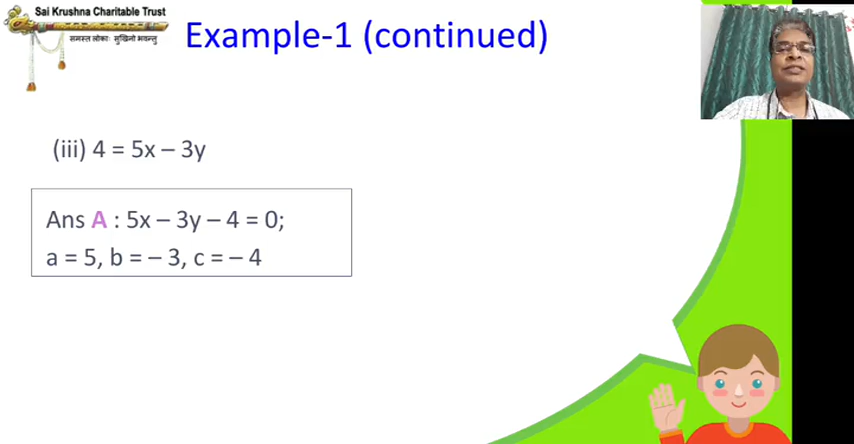 Sai Krushna Charitable Trust
समस्त लोकाः सुखिनो भवन्तु
Example-1 (continued)
(iii) 4 = 5x – 3y
Ans A : 5x – 3y – 4 = 0;
a = 5, b = – 3, c = – 4